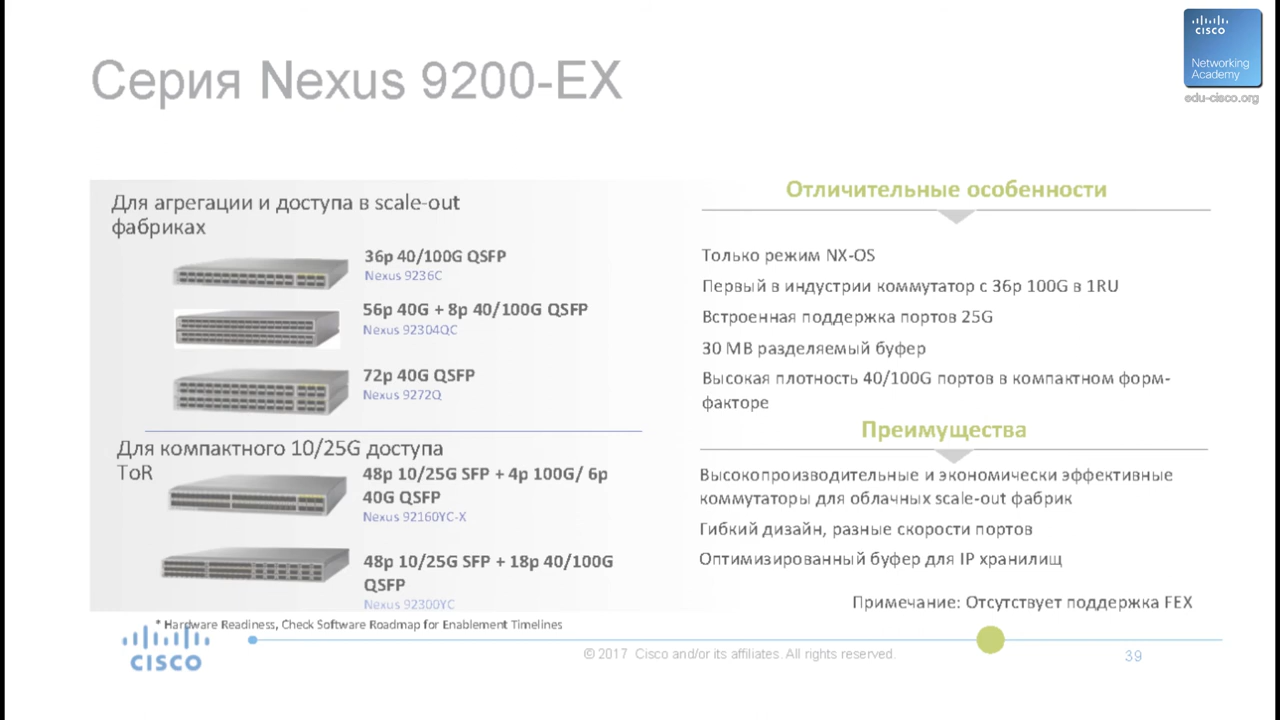 CISCO
Networking
Academy
edu-cisco.org
Серия Nexus 9200-EX
Для агрегации и доступа в scale-out
фабриках
36p 40/100G QSFP
Nexus 9236C
56p 40G + 8p 40/100G QSFP
Nexus 92304QC
72p 40G QSFP
Nexus 9272Q
Для компактного 10/25G доступа
ToR
48p 10/25G SFP + 4p 100G/ 6p
40G QSFP
Nexus 92160YC-X
48p 10/25G SFP + 18p 40/100G
QSFP
Nexus 92300YC
* Hardware Readiness, Check Software Roadmap for Enablement Timelines
Отличительные особенности
Только режим NX-OS
Первый в индустрии коммутатор с 36p 100G в 1RU
Встроенная поддержка портов 25G
30 MB разделяемый буфер
Высокая плотность 40/100G портов в компактном форм-
факторе
Преимущества
Высокопроизводительные и экономически эффективные
коммутаторы для облачных scale-out фабрик
Гибкий дизайн, разные скорости портов
Оптимизированный буфер для IP хранилищ
Примечание: Отсутствует поддержка FEX
CISCO
© 2017 Cisco and/or its affiliates. All rights reserved.
39